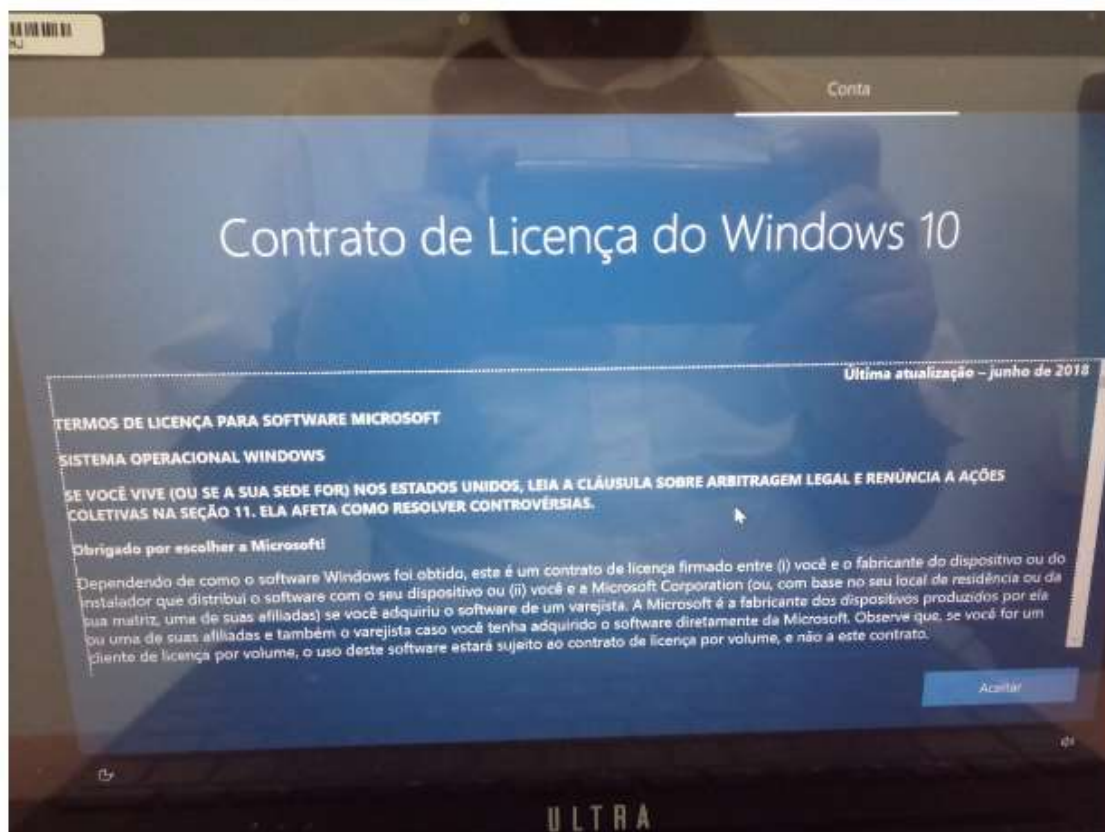 HJ
Conta
Contrato de Licença do Windows 10
Última atualização – junho de 2018
TERMOS DE LICENÇA PARA SOFTWARE MICROSOFT
SISTEMA OPERACIONAL WINDOWS
SE VOCÊ VIVE (OU SE A SUA SEDE FOR) NOS ESTADOS UNIDOS, LEIA A CLÁUSULA SOBRE ARBITRAGEM LEGAL E RENÚNCIA A AÇÕES
COLETIVAS NA SEÇÃO 11. ELA AFETA COMO RESOLVER CONTROVÉRSIAS.
Obrigado por escolher a Microsoft!
Dependendo de como o software Windows foi obtido, este é um contrato de licença firmado entre (i) você e o fabricante do dispositivo ou do
instalador que distribui o software com o seu dispositivo ou (ii) você e a Microsoft Corporation (ou, com base no seu local de residência ou da
sua matriz, uma de suas afiliadas) se você adquiriu o software de um varejista. A Microsoft é a fabricante dos dispositivos produzidos por ela
ou uma de suas afiliadas e também o varejista caso você tenha adquirido o software diretamente da Microsoft. Observe que, se você for um
cliente de licença por volume, o uso deste software estará sujeito ao contrato de licença por volume, e não a este contrato.
Aceitar
ULTRA